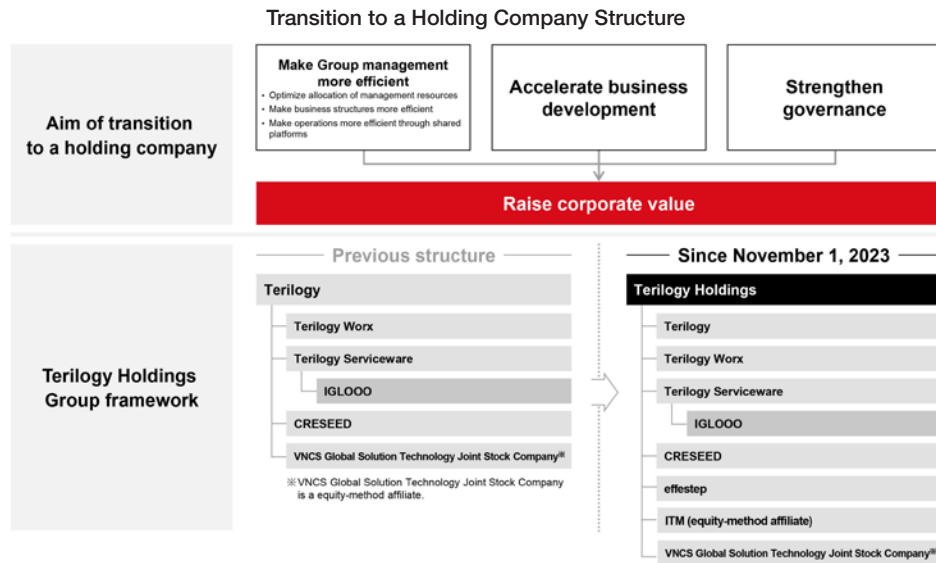 Transition to a Holding Company Structure
Aim of transition
to a holding company
Make Group management
more efficient
• Optimize allocation of management resources
• Make business structures more efficient
• Make operations more efficient through shared
platforms
Accelerate business
development
Strengthen
governance
Raise corporate value
Terilogy Holdings
Group framework
Previous structure
Terilogy
Terilogy Worx
Terilogy Serviceware
IGLOOO
CRESEED
VNCS Global Solution Technology Joint Stock Company※
※VNCS Global Solution Technology Joint Stock Company
is a equity-method affiliate.
Since November 1, 2023
Terilogy Holdings
Terilogy
Terilogy Worx
Terilogy Serviceware
IGLOOO
CRESEED
effestep
ITM (equity-method affiliate)
VNCS Global Solution Technology Joint Stock Company※